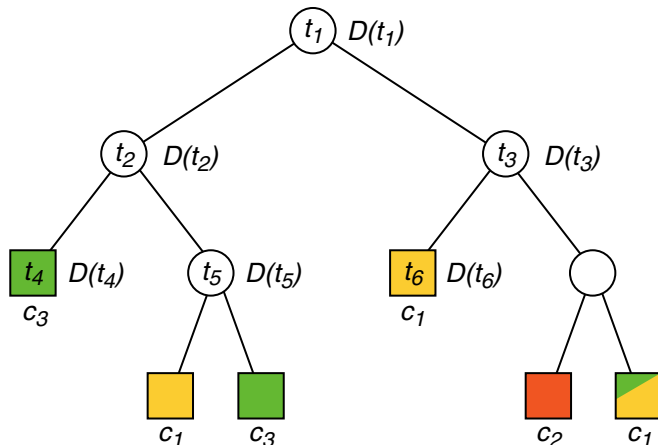 t1 D(t1)
t2 D(t2)
t3 D(t3)
t4 D(t4)
t5 D(t5)
t6 D(t6)
c3
c1
c1
c3
c2
c1